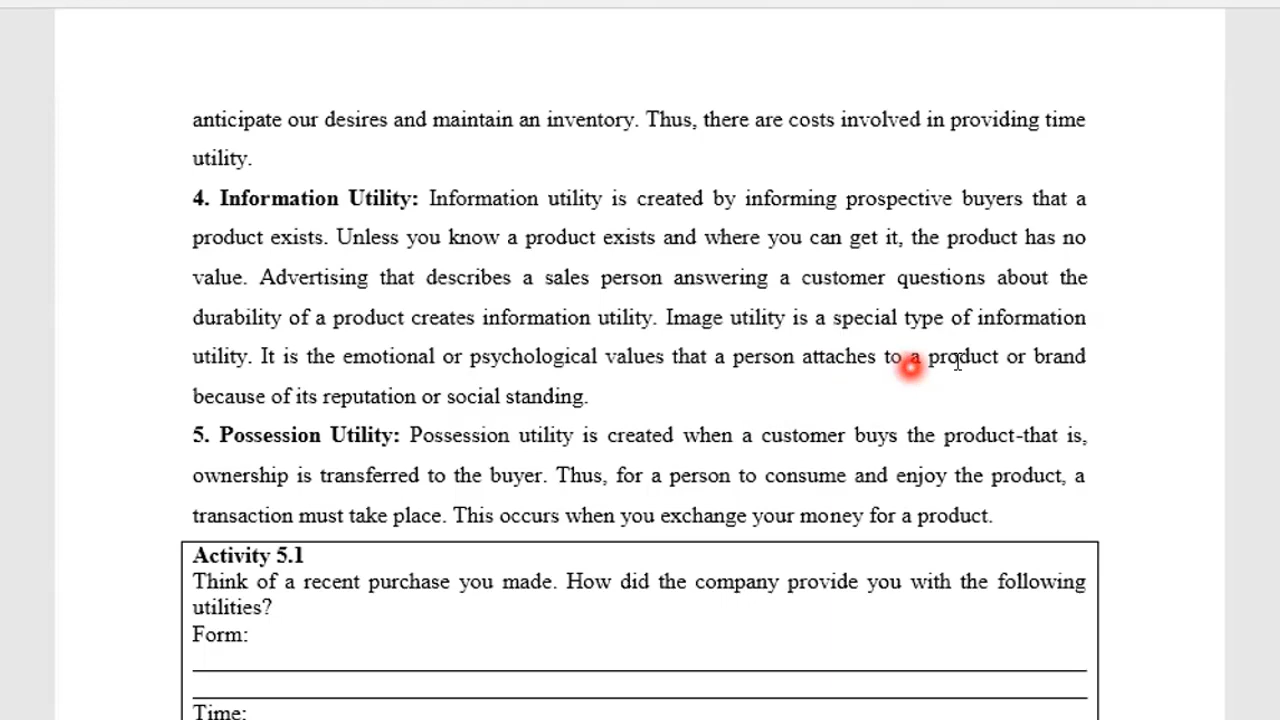 anticipate our desires and maintain an inventory. Thus, there are costs involved in providing time
utility.
4. Information Utility: Information utility is created by informing prospective buyers that a
product exists. Unless you know a product exists and where you can get it, the product has no
value. Advertising that describes a sales person answering a customer questions about the
durability of a product creates information utility. Image utility is a special type of information
utility. It is the emotional or psychological values that a person attaches to a product or brand
because of its reputation or social standing.
5. Possession Utility: Possession utility is created when a customer buys the product-that is,
ownership is transferred to the buyer. Thus, for a person to consume and enjoy the product, a
transaction must take place. This occurs when you exchange your money for a product.
Activity 5.1
Think of a recent purchase you made. How did the company provide you with the following
utilities?
Form:
Time: